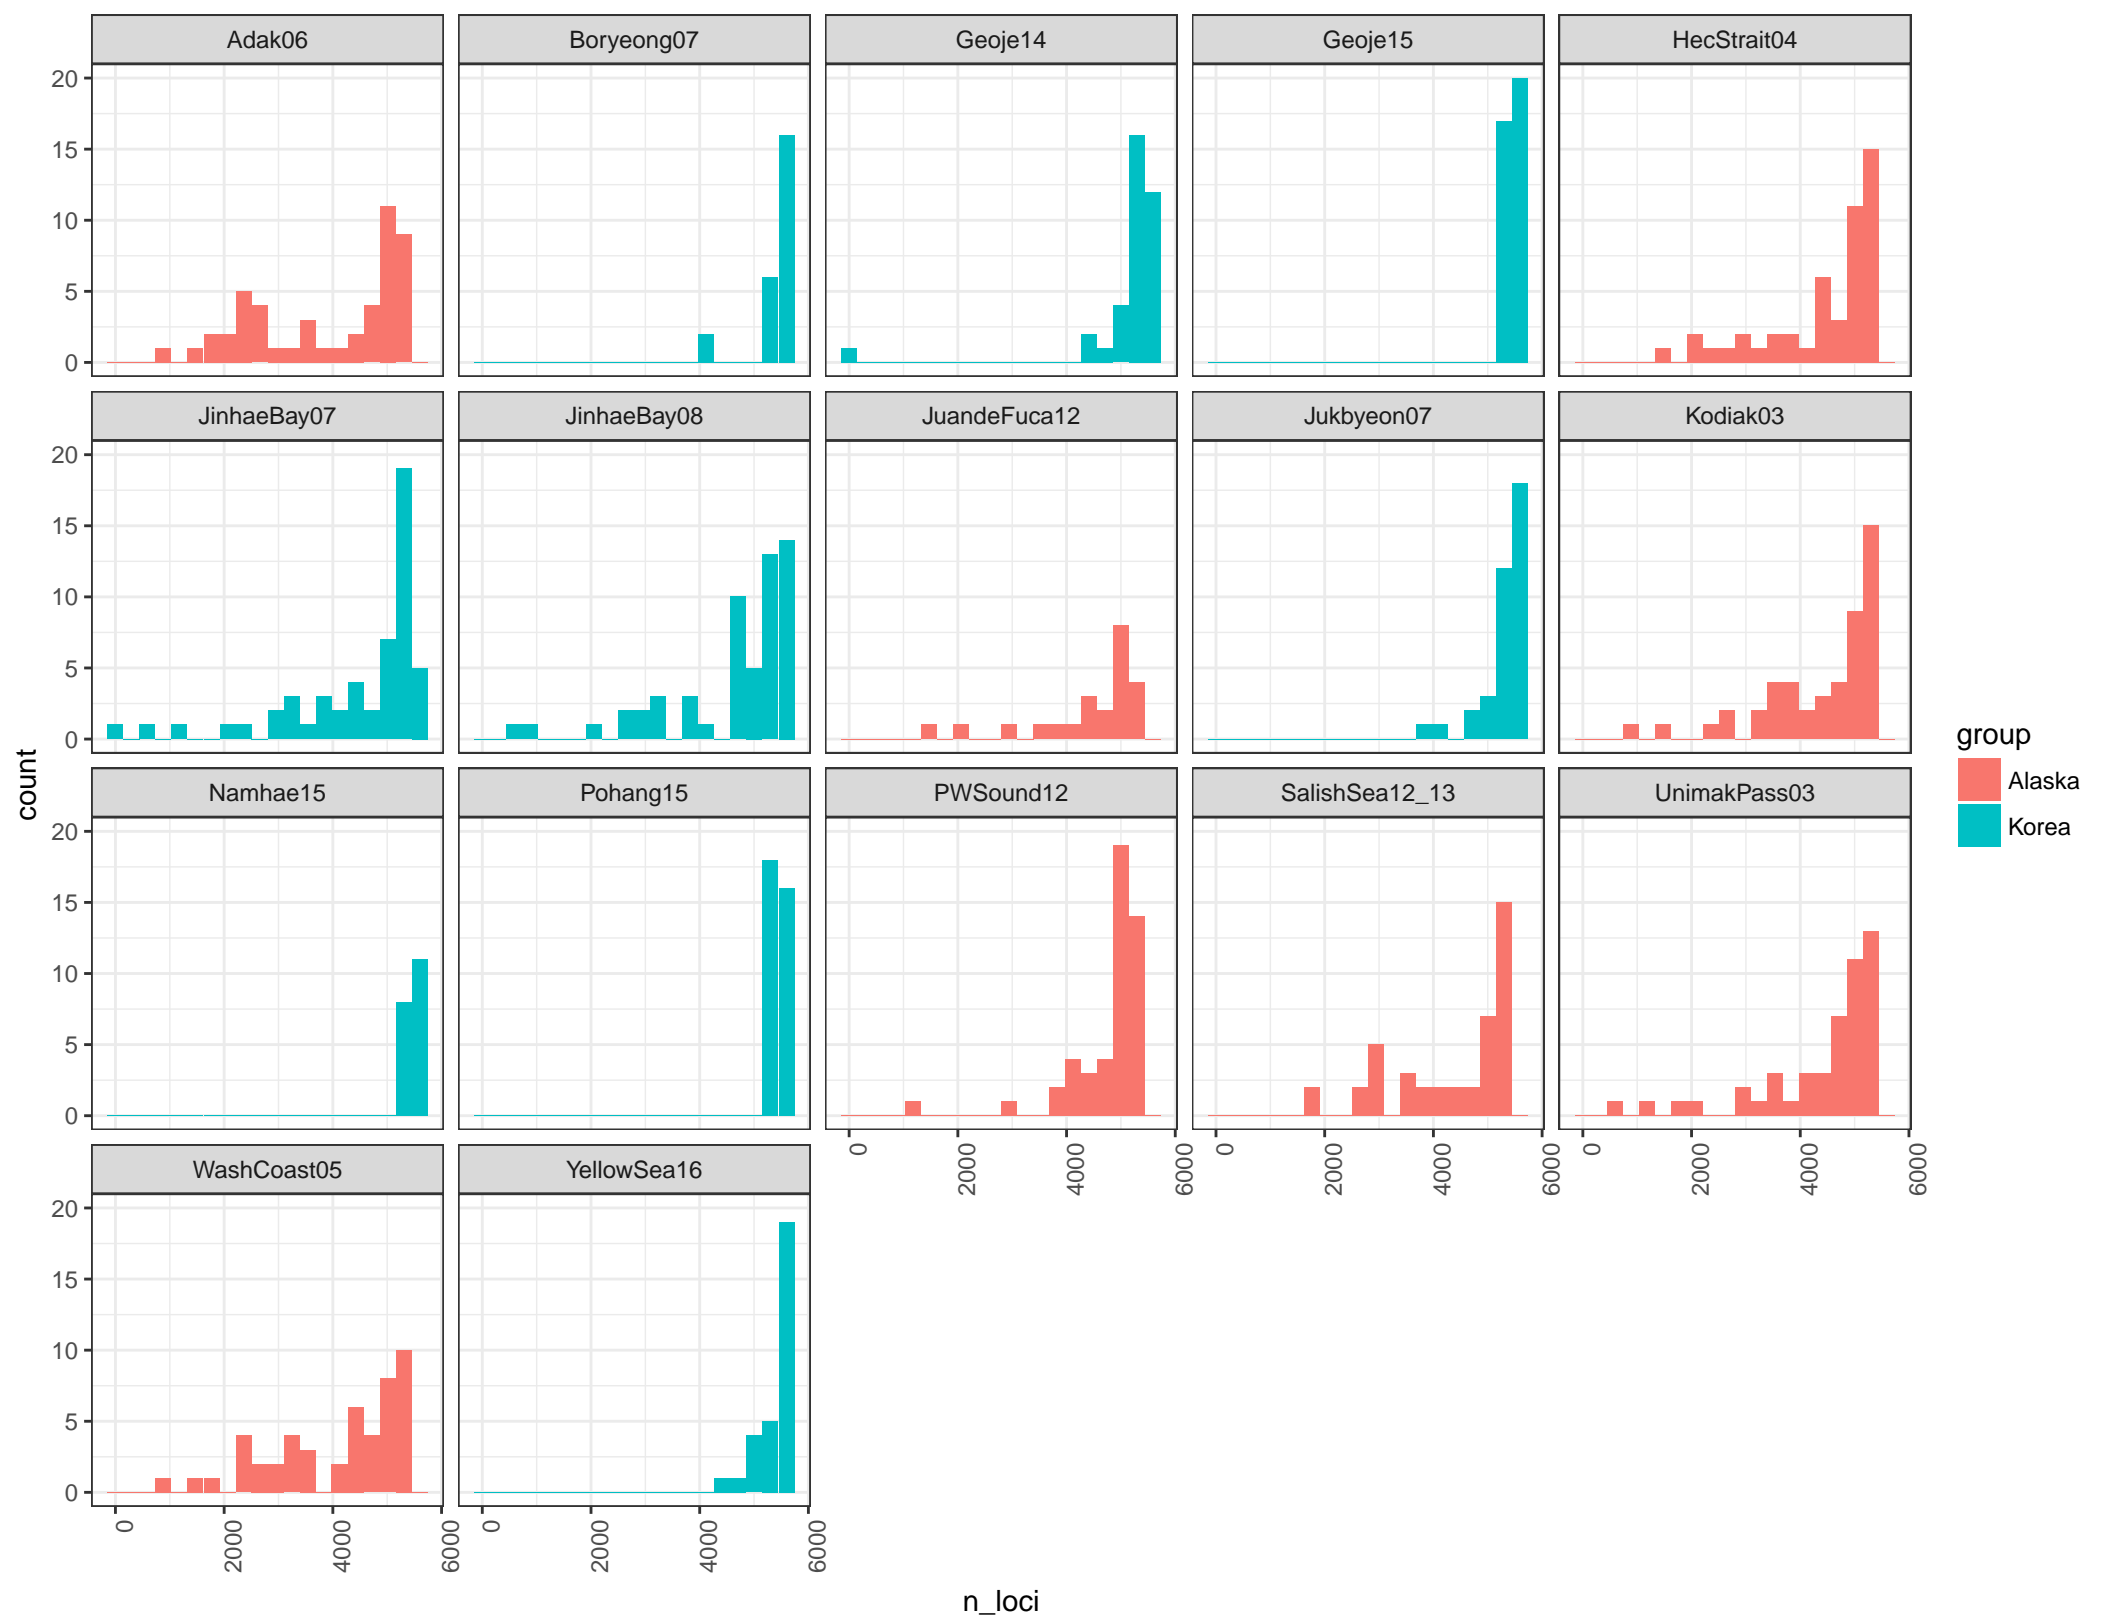 Adak06 Boryeong07 Geoje14 Geoje15 HecStrait04
20
15
10
5
0
JinhaeBay07 JinhaeBay08 JuandeFuca12 Jukbyeon07 Kodiak03
20
15
10
5
0
Namhae15 Pohang15 PWSound12 SalishSea12_13 UnimakPass03
20
15
10
5
0
0 2000 4000 6000 0 2000 4000 6000 0 2000 4000 6000
WashCoast05 YellowSea16
20
15
10
5
0
0 2000 4000 6000 0 2000 4000 6000
count
n_loci
group
Alaska
Korea